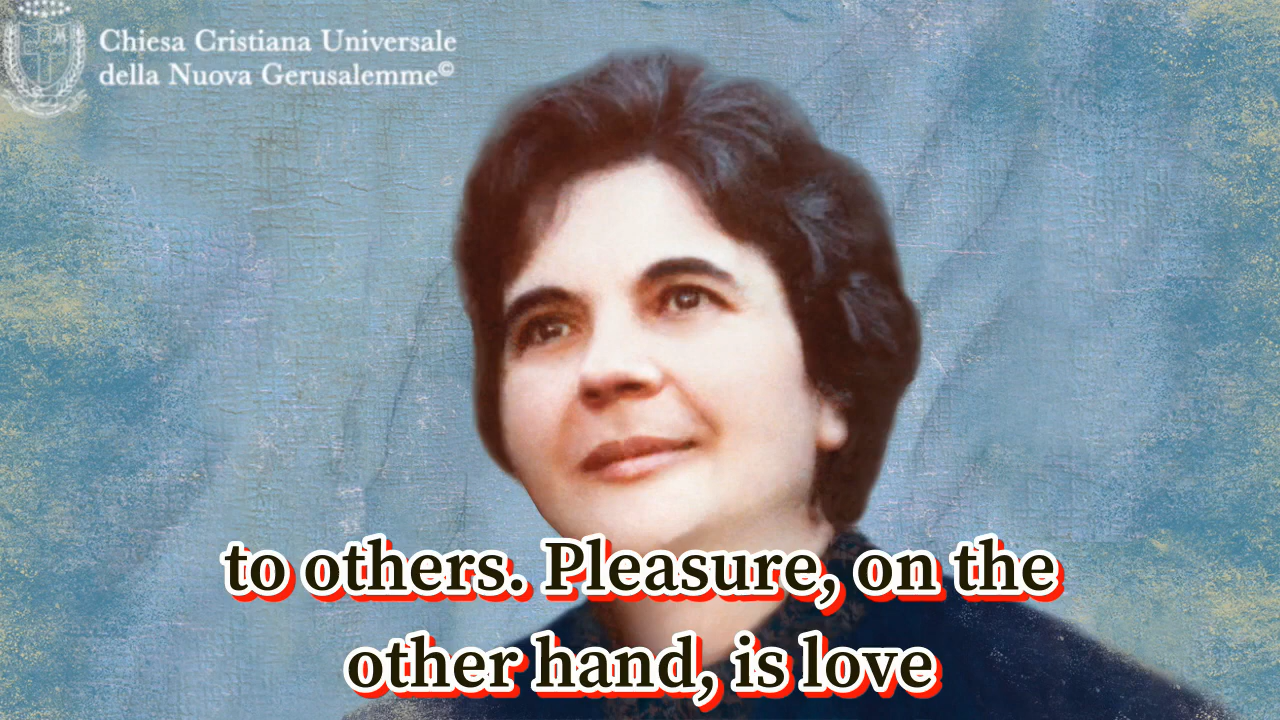 Chiesa Cristiana Universale
della Nuova Gerusalemme©
to others. Pleasure, on the
other hand, is love